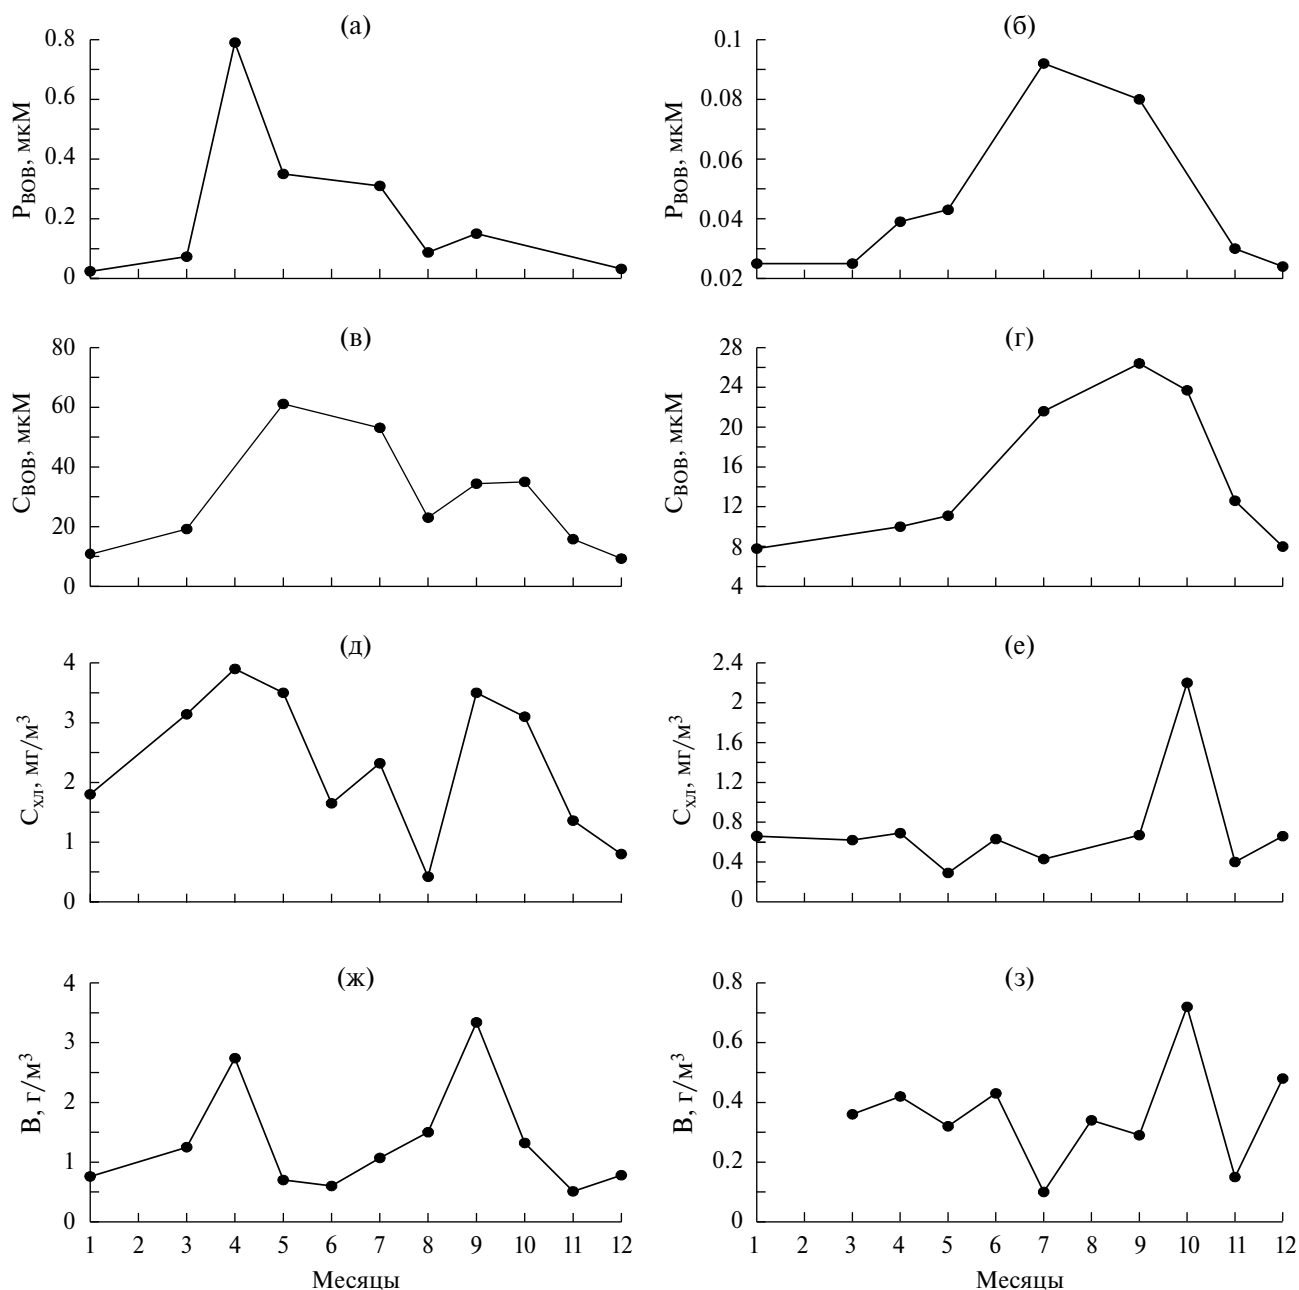 (а)
0.8
0.6
0.4
0.2
0
P_ВОВ, мкМ
(б)
0.1
0.08
0.06
0.04
0.02
P_ВОВ, мкМ
(в)
80
60
40
20
0
C_ВОВ, мкМ
(г)
28
24
20
16
12
8
4
C_ВОВ, мкМ
(д)
4
3
2
1
0
C_хл, мг/м³
(е)
2.4
2
1.6
1.2
0.8
0.4
0
C_хл, мг/м³
(ж)
4
3
2
1
0
B, г/м³
1 2 3 4 5 6 7 8 9 10 11 12
Месяцы
(з)
0.8
0.6
0.4
0.2
0
B, г/м³
1 2 3 4 5 6 7 8 9 10 11 12
Месяцы